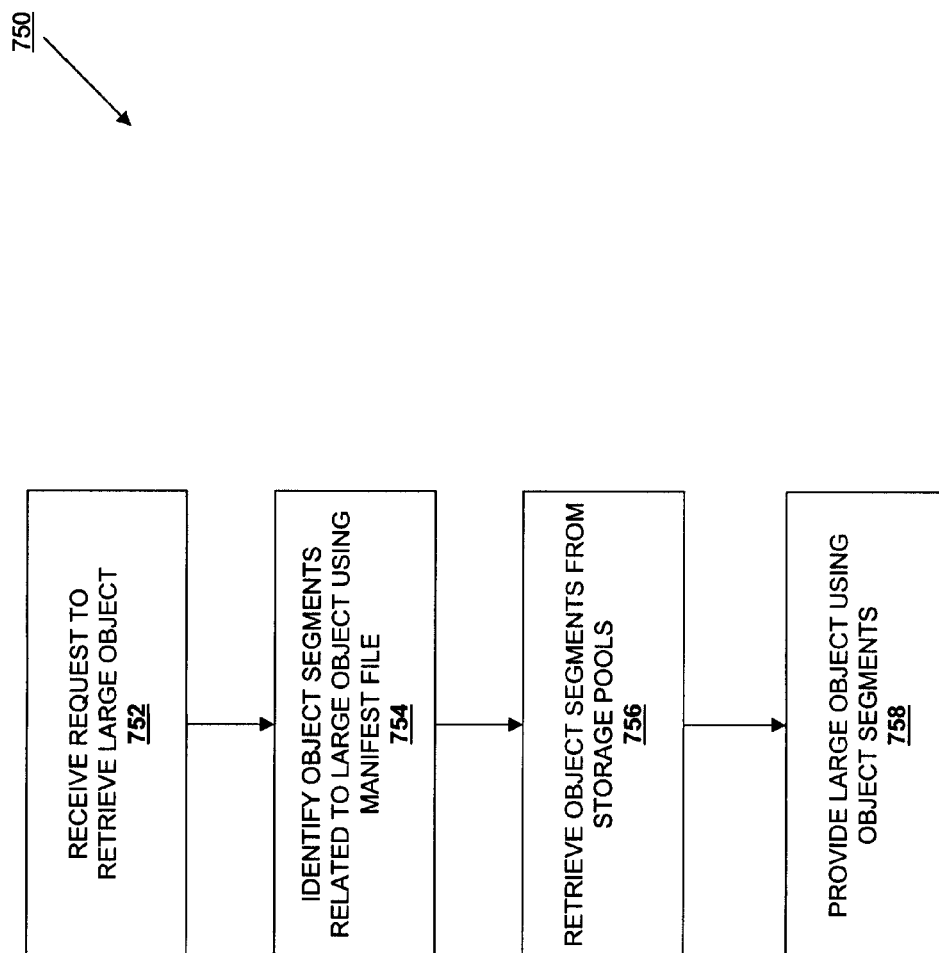 750
RECEIVE REQUEST TO
RETRIEVE LARGE OBJECT
752
IDENTIFY OBJECT SEGMENTS
RELATED TO LARGE OBJECT USING
MANIFEST FILE
754
RETRIEVE OBJECT SEGMENTS FROM
STORAGE POOLS
756
PROVIDE LARGE OBJECT USING
OBJECT SEGMENTS
758